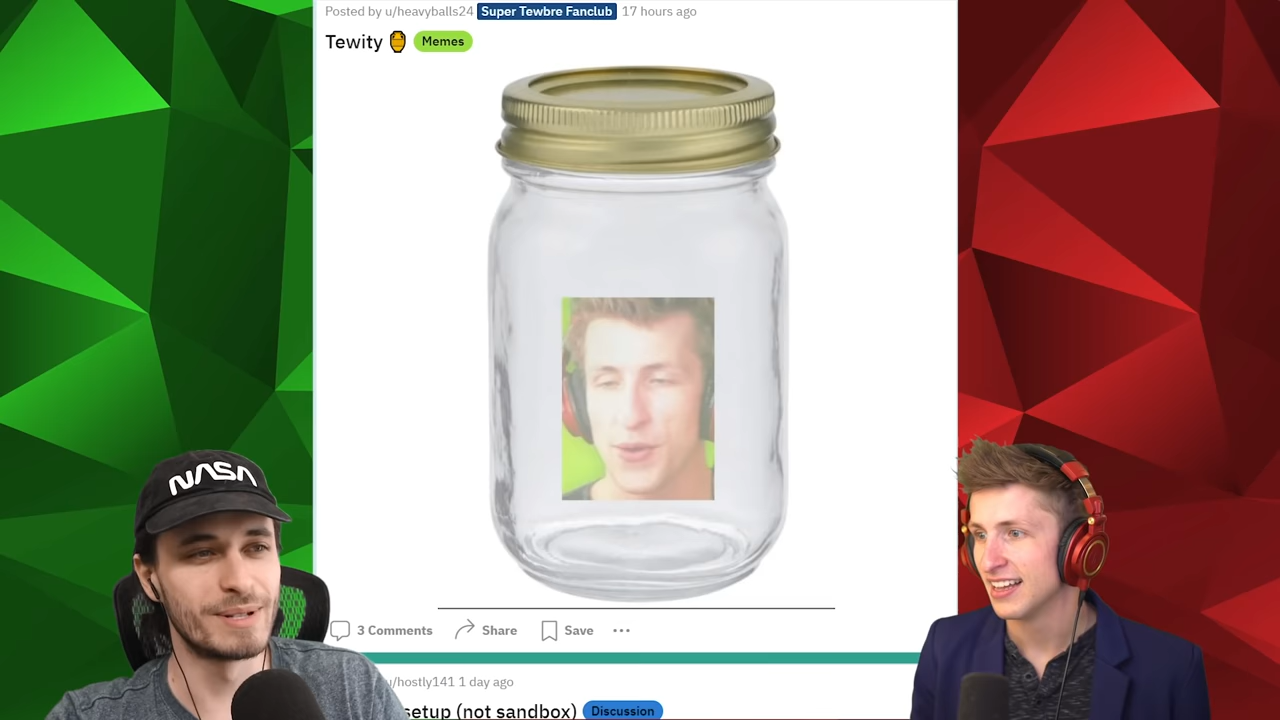 Posted by u/heavyballs24 Super Tewbre Fanclub 17 hours ago
Tewity Memes
3 Comments Share Save
u/hostly141 1 day ago
setup (not sandbox) Discussion
NASA